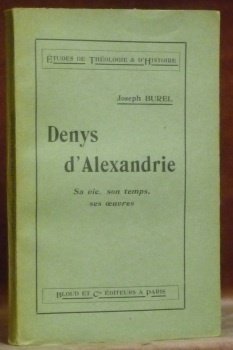 ÉTUDES DE THÉOLOGIE & D'HISTOIRE
Joseph BUREL
Denys
d'Alexandrie
Sa vie, son temps,
ses œuvres
BLOUD ET Cie ÉDITEURS À PARIS